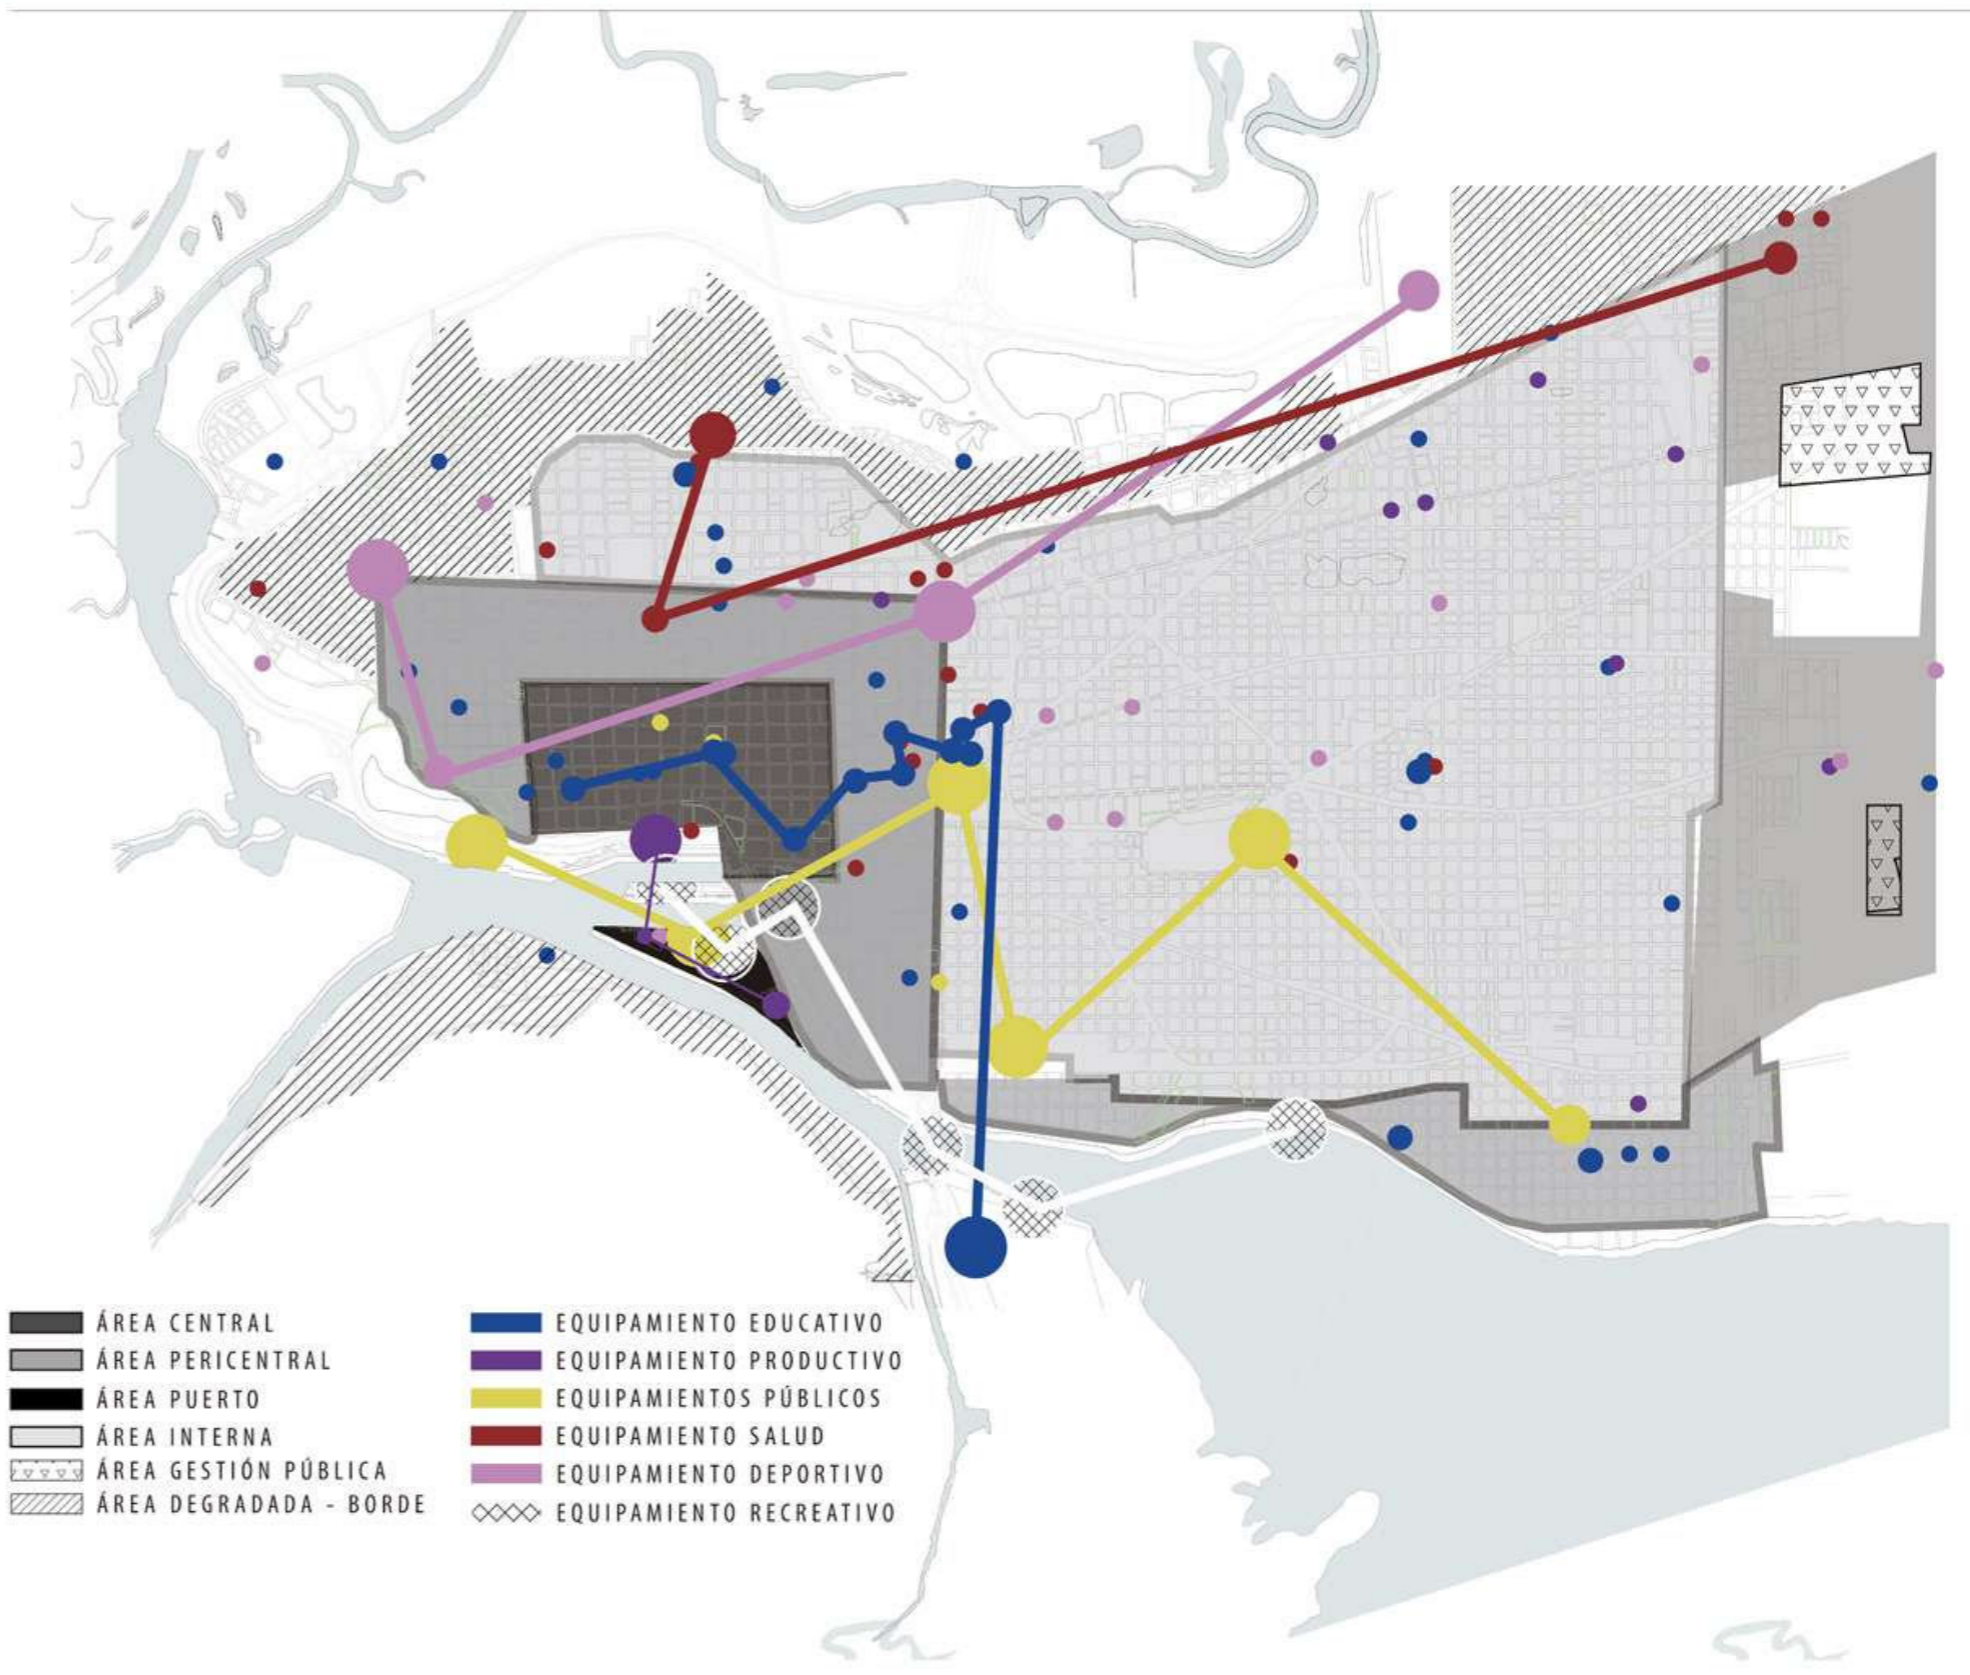 ÁREA CENTRAL
ÁREA PERICENTRAL
ÁREA PUERTO
ÁREA INTERNA
ÁREA GESTIÓN PÚBLICA
ÁREA DEGRADADA - BORDE
EQUIPAMIENTO EDUCATIVO
EQUIPAMIENTO PRODUCTIVO
EQUIPAMIENTOS PÚBLICOS
EQUIPAMIENTO SALUD
EQUIPAMIENTO DEPORTIVO
EQUIPAMIENTO RECREATIVO